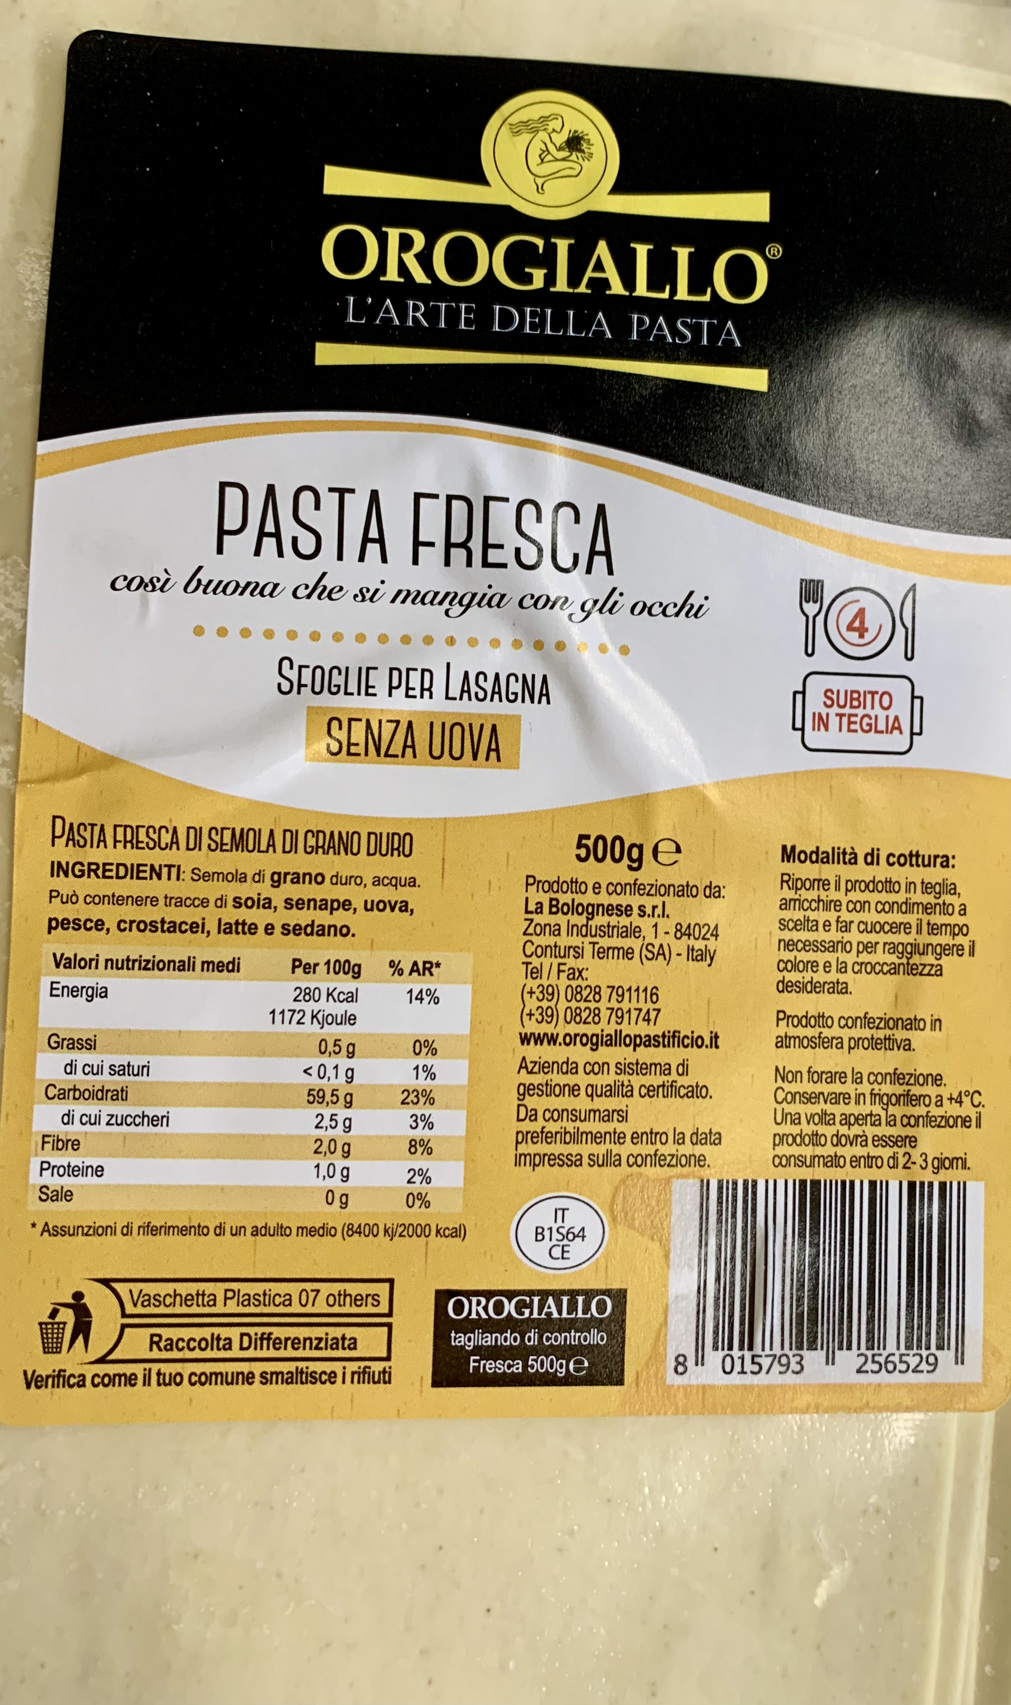 OROGIALLO®
L'ARTE DELLA PASTA
PASTA FRESCA
così buona che si mangia con gli occhi
SFOGLIE PER LASAGNA
SENZA UOVA
4
SUBITO
IN TEGLIA
PASTA FRESCA DI SEMOLA DI GRANO DURO
INGREDIENTI: Semola di grano duro, acqua.
Può contenere tracce di soia, senape, uova,
pesce, crostacei, latte e sedano.
Valori nutrizionali medi Per 100g % AR*
Energia 280 Kcal 14%
1172 Kjoule
Grassi 0,5 g 0%
di cui saturi < 0,1 g 1%
Carboidrati 59,5 g 23%
di cui zuccheri 2,5 g 3%
Fibre 2,0 g 8%
Proteine 1,0 g 2%
Sale 0 g 0%
* Assunzioni di riferimento di un adulto medio (8400 kj/2000 kcal)
Vaschetta Plastica 07 others
Raccolta Differenziata
Verifica come il tuo comune smaltisce i rifiuti
500g ℮
Prodotto e confezionato da:
La Bolognese s.r.l.
Zona Industriale, 1 - 84024
Contursi Terme (SA) - Italy
Tel / Fax:
(+39) 0828 791116
(+39) 0828 791747
www.orogiallopastificio.it
Azienda con sistema di
gestione qualità certificato.
Da consumarsi
preferibilmente entro la data
impressa sulla confezione.
IT
B1S64
CE
OROGIALLO
tagliando di controllo
Fresca 500g ℮
Modalità di cottura:
Riporre il prodotto in teglia,
arricchire con condimento a
scelta e far cuocere il tempo
necessario per raggiungere il
colore e la croccantezza
desiderata.
Prodotto confezionato in
atmosfera protettiva.
Non forare la confezione.
Conservare in frigorifero a +4°C.
Una volta aperta la confezione il
prodotto dovrà essere
consumato entro di 2- 3 giorni.
8 015793 256529